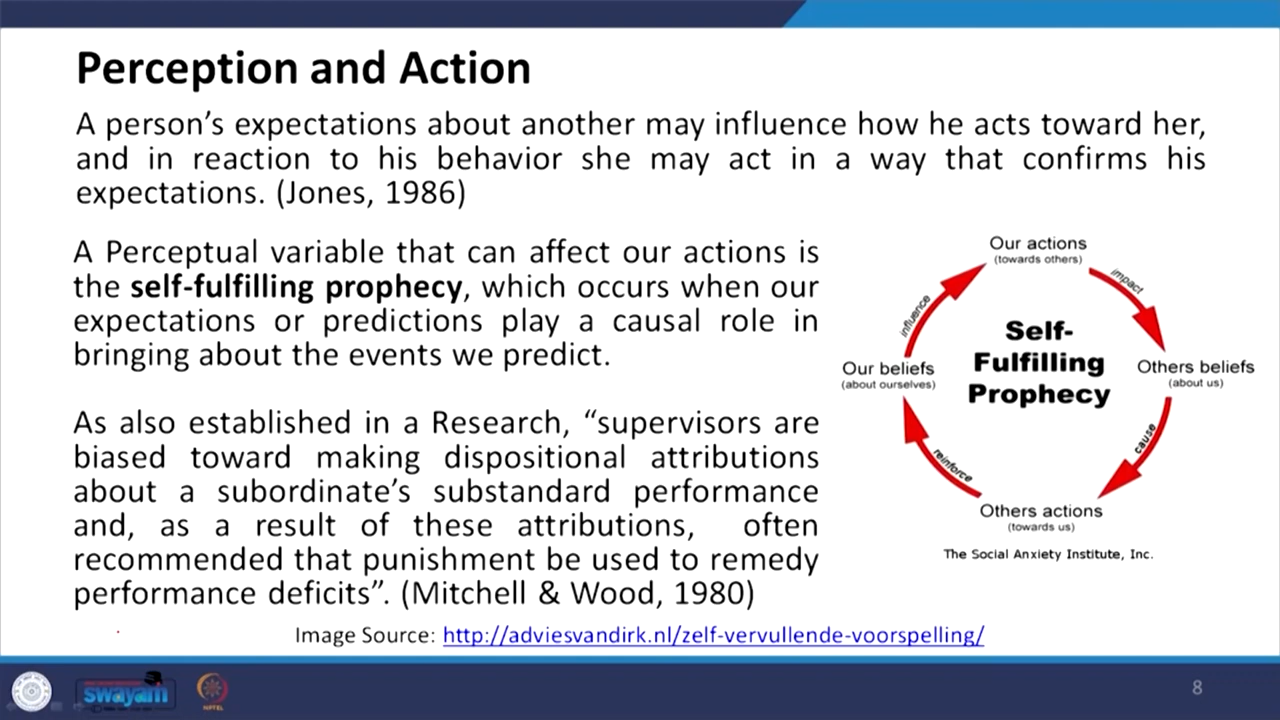 Perception and Action
A person’s expectations about another may influence how he acts toward her,
and in reaction to his behavior she may act in a way that confirms his
expectations. (Jones, 1986)
A Perceptual variable that can affect our actions is
the self-fulfilling prophecy, which occurs when our
expectations or predictions play a causal role in
bringing about the events we predict.
As also established in a Research, “supervisors are
biased toward making dispositional attributions
about a subordinate’s substandard performance
and, as a result of these attributions, often
recommended that punishment be used to remedy
performance deficits”. (Mitchell & Wood, 1980)
Our actions
(towards others)
impact
Others beliefs
(about us)
cause
Others actions
(towards us)
reinforce
Our beliefs
(about ourselves)
influence
Self-
Fulfilling
Prophecy
The Social Anxiety Institute, Inc.
Image Source: http://adviesvandirk.nl/zelf-vervullende-voorspelling/
swayam
NPTEL
8